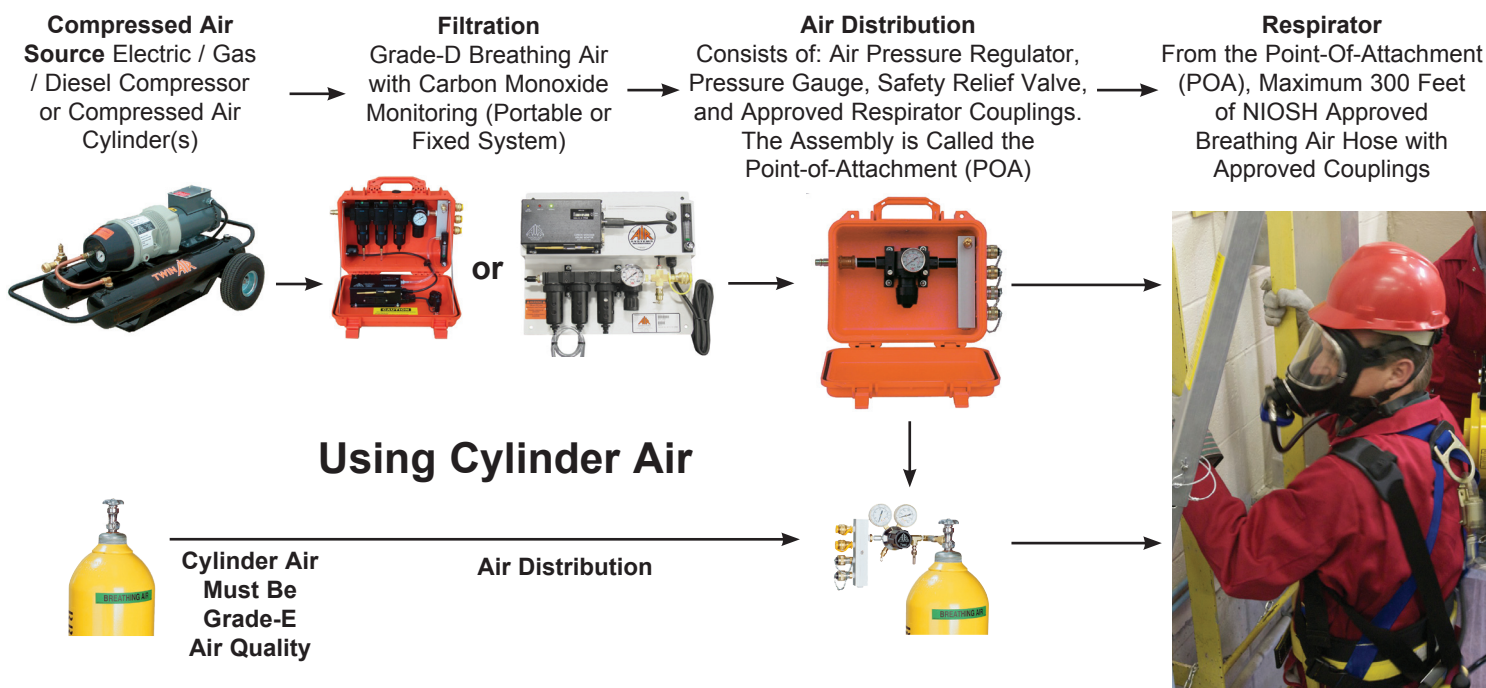 Compressed Air
Source Electric / Gas
/ Diesel Compressor
or Compressed Air
Cylinder(s)
Filtration
Grade-D Breathing Air
with Carbon Monoxide
Monitoring (Portable or
Fixed System)
Air Distribution
Consists of: Air Pressure Regulator,
Pressure Gauge, Safety Relief Valve,
and Approved Respirator Couplings.
The Assembly is Called the
Point-of-Attachment (POA)
Respirator
From the Point-Of-Attachment
(POA), Maximum 300 Feet
of NIOSH Approved
Breathing Air Hose with
Approved Couplings
TWIN AIR
CAUTION
or
Using Cylinder Air
BREATHING AIR
Cylinder Air
Must Be
Grade-E
Air Quality
Air Distribution
BREATHING AIR